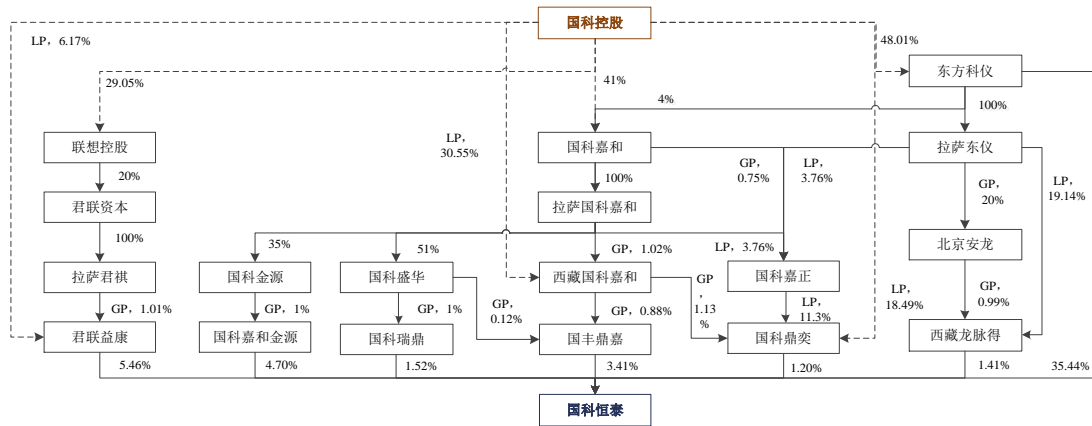 国科控股
LP，6.17%
48.01%
29.05%
41%
东方科仪
4%
100%
LP，
30.55%
联想控股
国科嘉和
拉萨东仪
GP，
0.75%
LP，
3.76%
20%
100%
GP，
20%
LP，
19.14%
君联资本
拉萨国科嘉和
100%
35%
51%
GP，1.02%
LP，3.76%
北京安龙
拉萨君祺
国科金源
国科盛华
西藏国科嘉和
国科嘉正
GP，1.01%
GP，1%
GP，1%
GP，
0.12%
GP，0.88%
GP
，
1.13
%
LP，
11.3%
LP，
18.49%
GP，
0.99%
君联益康
国科嘉和金源
国科瑞鼎
国丰鼎嘉
国科鼎奕
西藏龙脉得
5.46%
4.70%
1.52%
3.41%
1.20%
1.41%
35.44%
国科恒泰